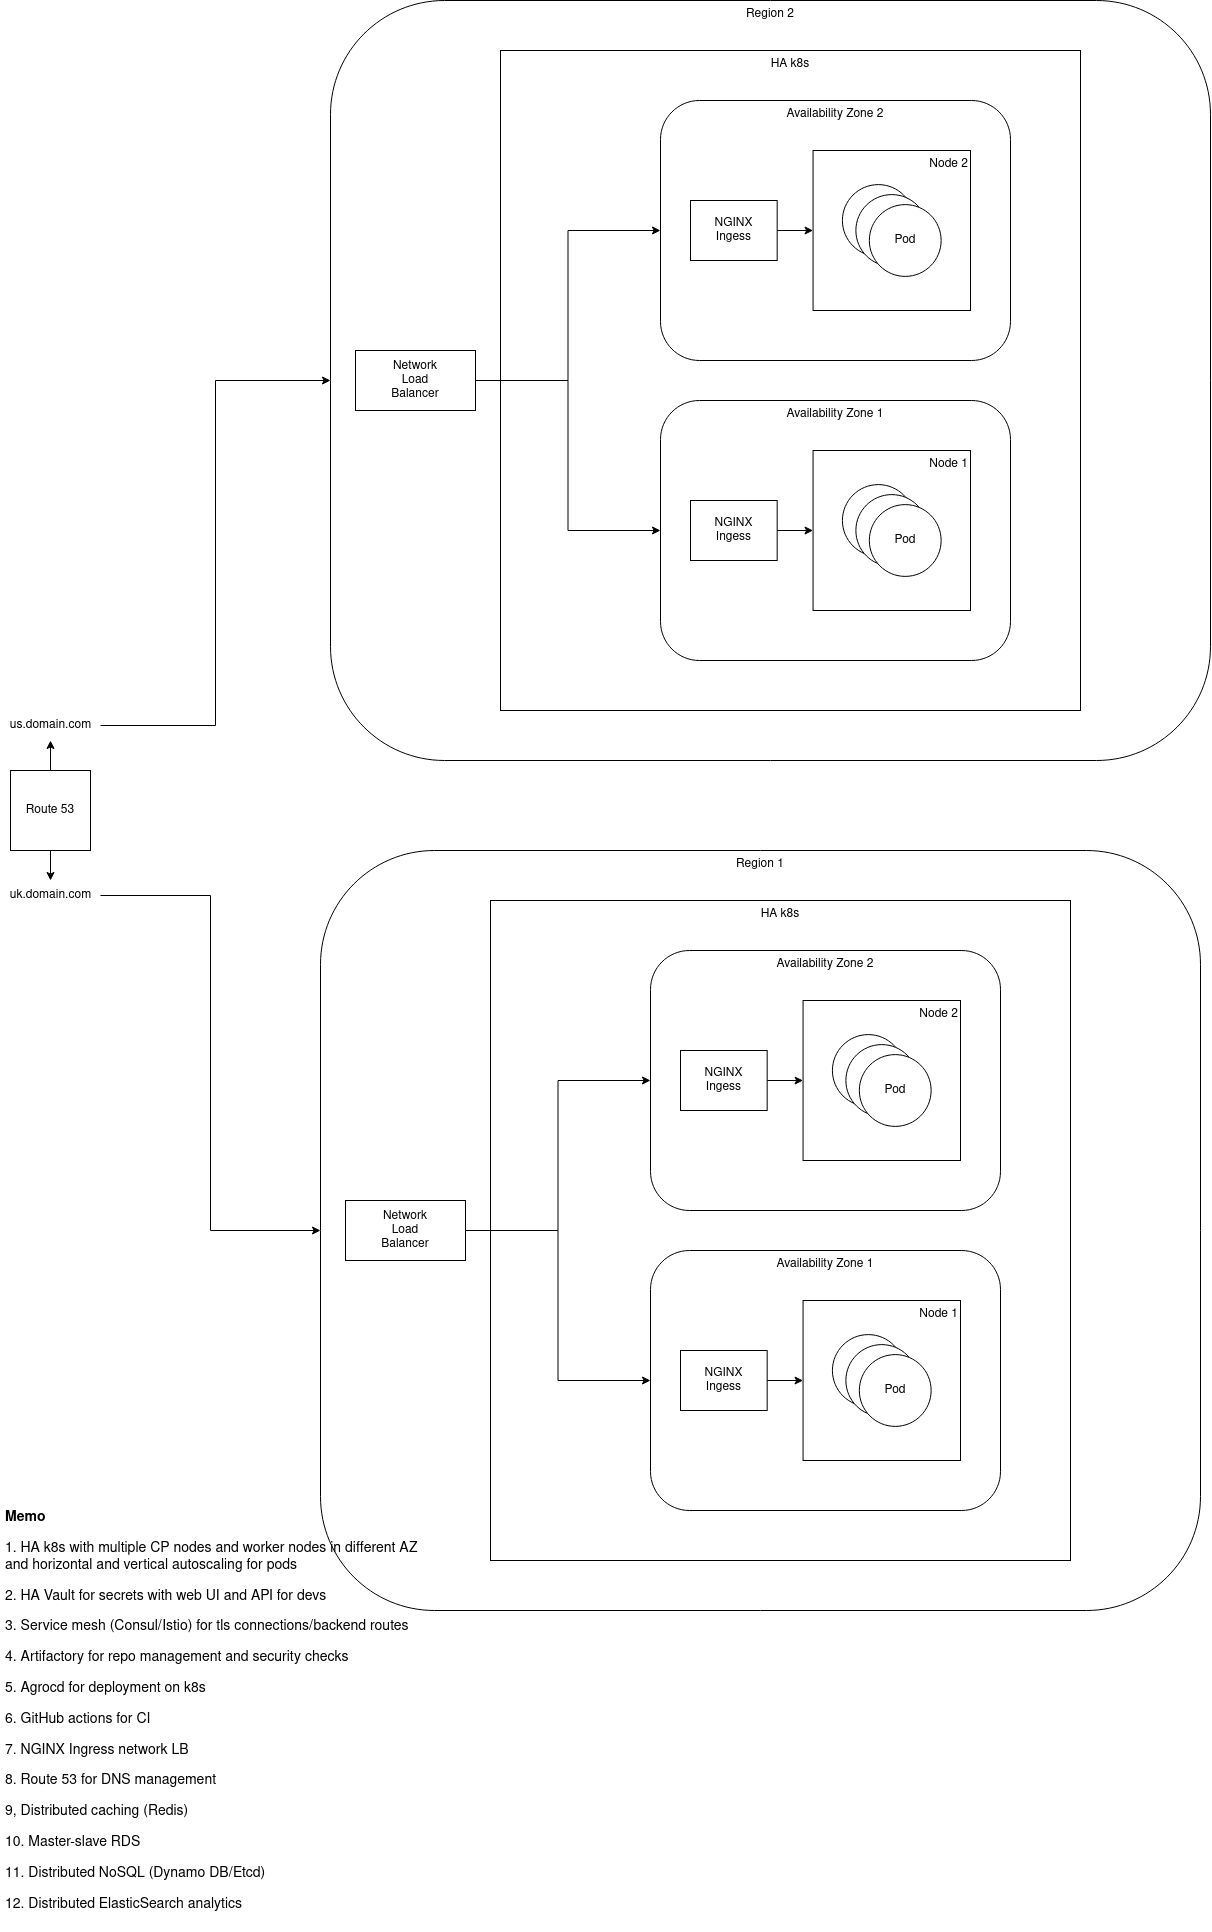 Region 2
HA k8s
Availability Zone 2
Node 2
NGINX
Ingess
Pod
Network
Load
Balancer
Availability Zone 1
Node 1
NGINX
Ingess
Pod
us.domain.com
Route 53
uk.domain.com
Region 1
HA k8s
Availability Zone 2
Node 2
NGINX
Ingess
Pod
Network
Load
Balancer
Availability Zone 1
Node 1
NGINX
Ingess
Pod
Memo
1. HA k8s with multiple CP nodes and worker nodes in different AZ
and horizontal and vertical autoscaling for pods
2. HA Vault for secrets with web UI and API for devs
3. Service mesh (Consul/Istio) for tls connections/backend routes
4. Artifactory for repo management and security checks
5. Agrocd for deployment on k8s
6. GitHub actions for CI
7. NGINX Ingress network LB
8. Route 53 for DNS management
9, Distributed caching (Redis)
10. Master-slave RDS
11. Distributed NoSQL (Dynamo DB/Etcd)
12. Distributed ElasticSearch analytics